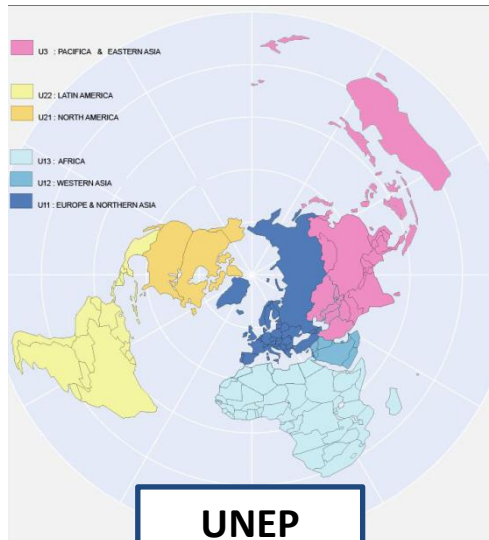 U3 : PACIFICA & EASTERN ASIA
U22 : LATIN AMERICA
U21 : NORTH AMERICA
U13 : AFRICA
U12 : WESTERN ASIA
U11 : EUROPE & NORTHERN ASIA
UNEP